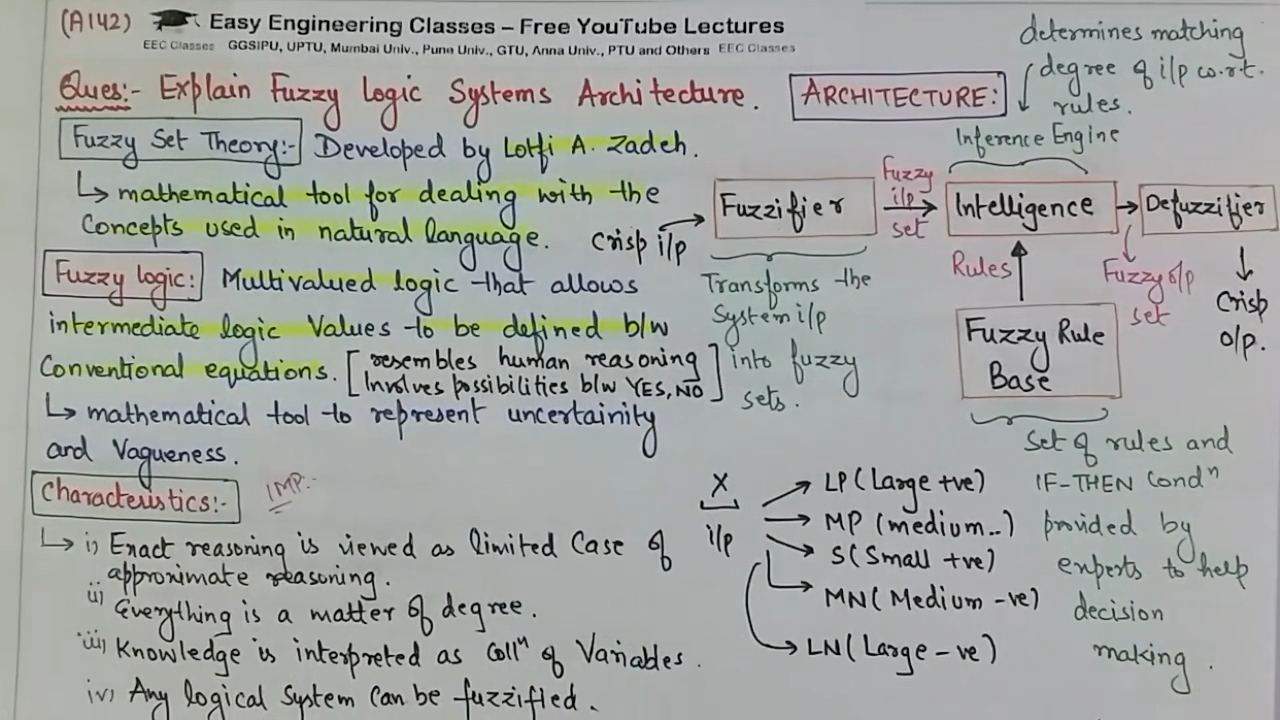 (A142) Easy Engineering Classes – Free YouTube Lectures
EEC Classes GGSIPU, UPTU, Mumbai Univ., Pune Univ., GTU, Anna Univ., PTU and Others EEC Classes
Ques:- Explain Fuzzy Logic Systems Architecture.
Fuzzy Set Theory:- Developed by Lotfi A. Zadeh.
↳ mathematical tool for dealing with the
Concepts used in natural language.
Fuzzy logic: Multivalued logic that allows
intermediate logic Values to be defined b/w
Conventional equations. [resembles human reasoning
Involves possibilities b/w YES, NO]
↳ mathematical tool to represent uncertainity
and Vagueness.
Characteristics:- IMP:-
↳ i) Exact reasoning is viewed as limited Case of
approximate reasoning.
ii) Everything is a matter of degree.
iii) Knowledge is interpreted as Collⁿ of Variables.
iv) Any logical System Can be fuzzified.
ARCHITECTURE:
determines matching
degree of i/p w.r.t.
rules.
Inference Engine
crisp i/p → Fuzzifier
Fuzzy
i/p
set
Intelligence → Defuzzifier
Transforms the
System i/p
into fuzzy
sets.
Rules
Fuzzy o/p
set
Crisp
o/p.
Fuzzy Rule
Base
Set of rules and
IF-THEN Condⁿ
provided by
experts to help
decision
making.
X
i/p
LP (Large +ve)
MP (medium..)
S (Small +ve)
MN (Medium -ve)
LN (Large -ve)